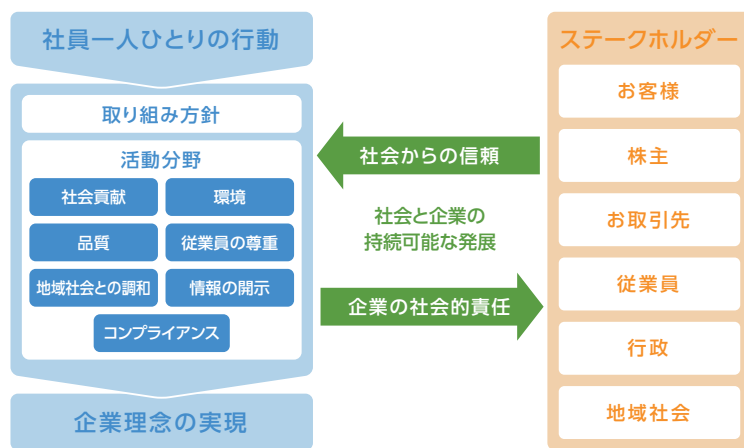 社員一人ひとりの行動
取り組み方針
活動分野
社会貢献
環境
品質
従業員の尊重
地域社会との調和
情報の開示
コンプライアンス
企業理念の実現
社会からの信頼
社会と企業の
持続可能な発展
企業の社会的責任
ステークホルダー
お客様
株主
お取引先
従業員
行政
地域社会